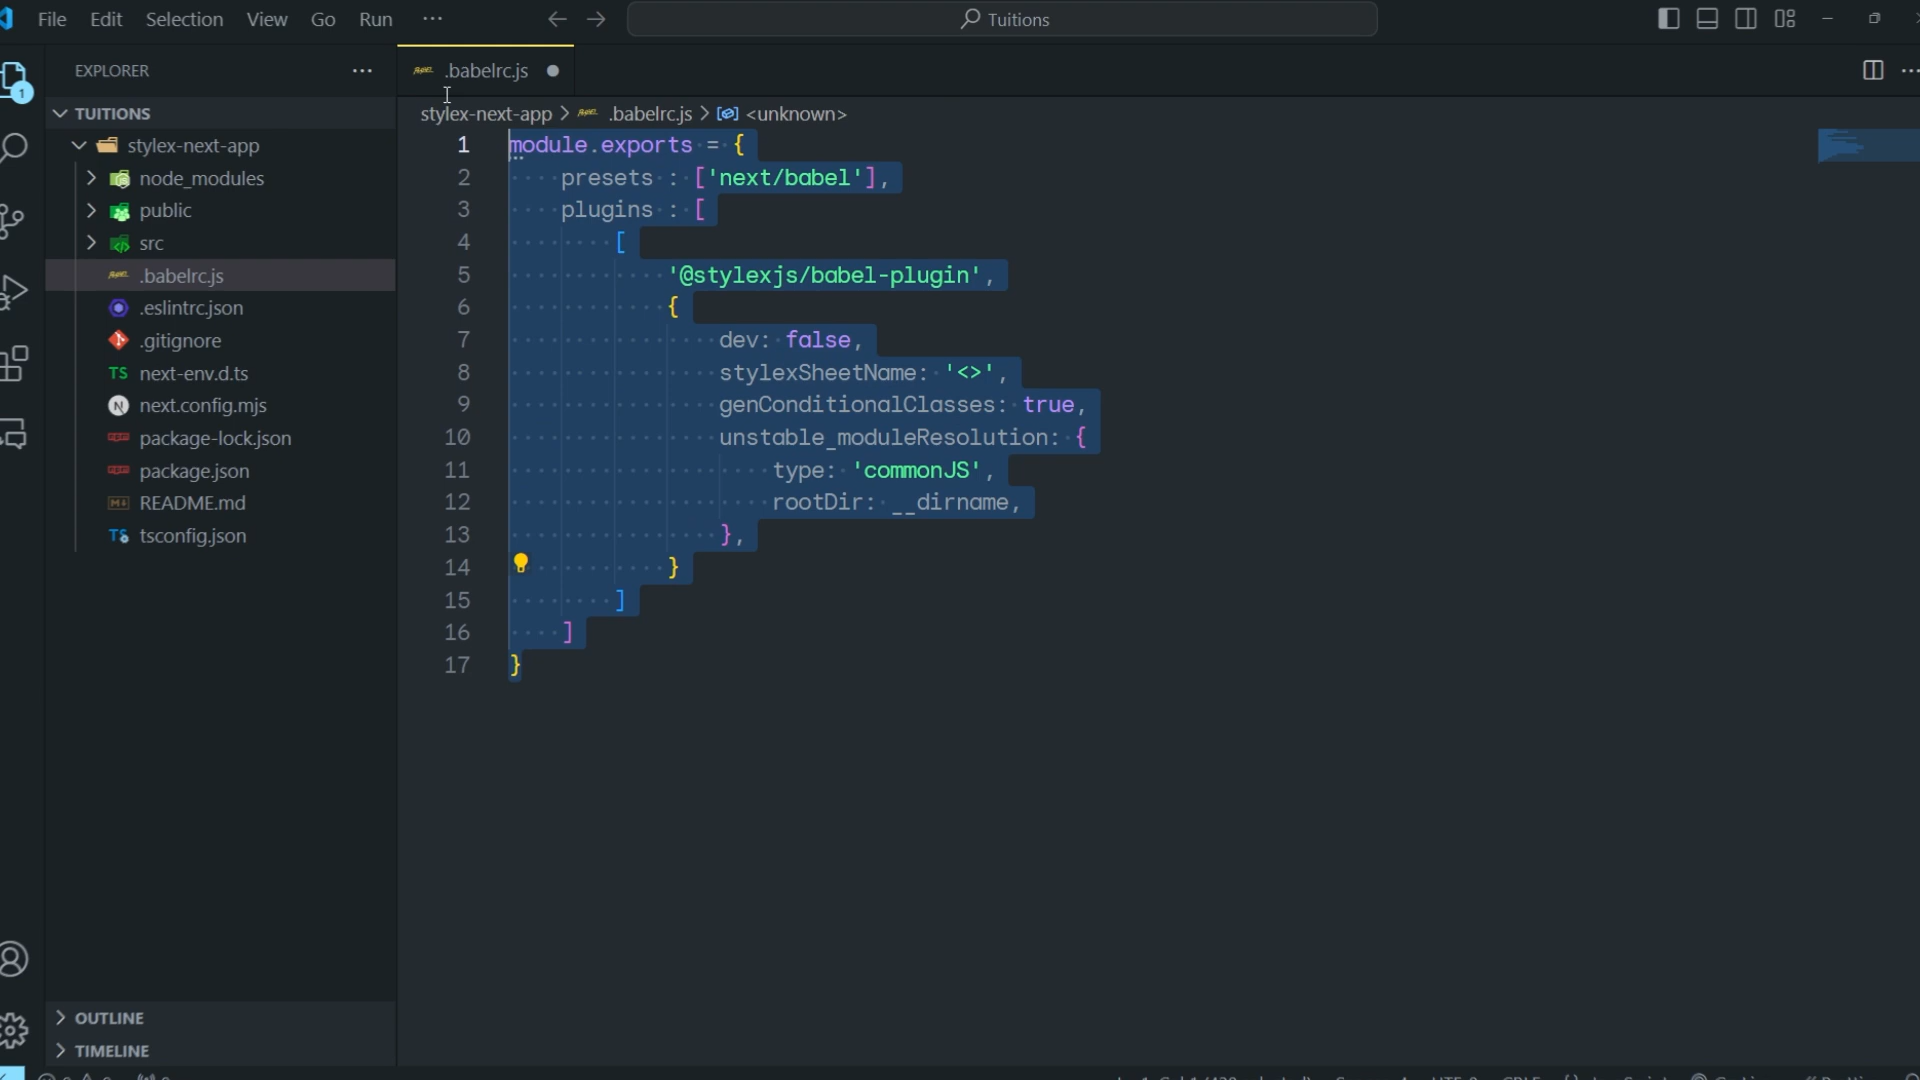 File Edit Selection View Go Run ···
Tuitions
EXPLORER
.babelrc.js
1
TUITIONS
stylex-next-app > .babelrc.js > <unknown>
stylex-next-app
node_modules
public
src
.babelrc.js
.eslintrc.json
.gitignore
TS next-env.d.ts
N next.config.mjs
package-lock.json
package.json
README.md
TS tsconfig.json
1 module.exports = {
2 presets : ['next/babel'],
3 plugins : [
4 [
5 '@stylexjs/babel-plugin',
6 {
7 dev: false,
8 stylexSheetName: '<>',
9 genConditionalClasses: true,
10 unstable_moduleResolution: {
11 type: 'commonJS',
12 rootDir: __dirname,
13 },
14 }
15 ]
16 ]
17 }
OUTLINE
TIMELINE